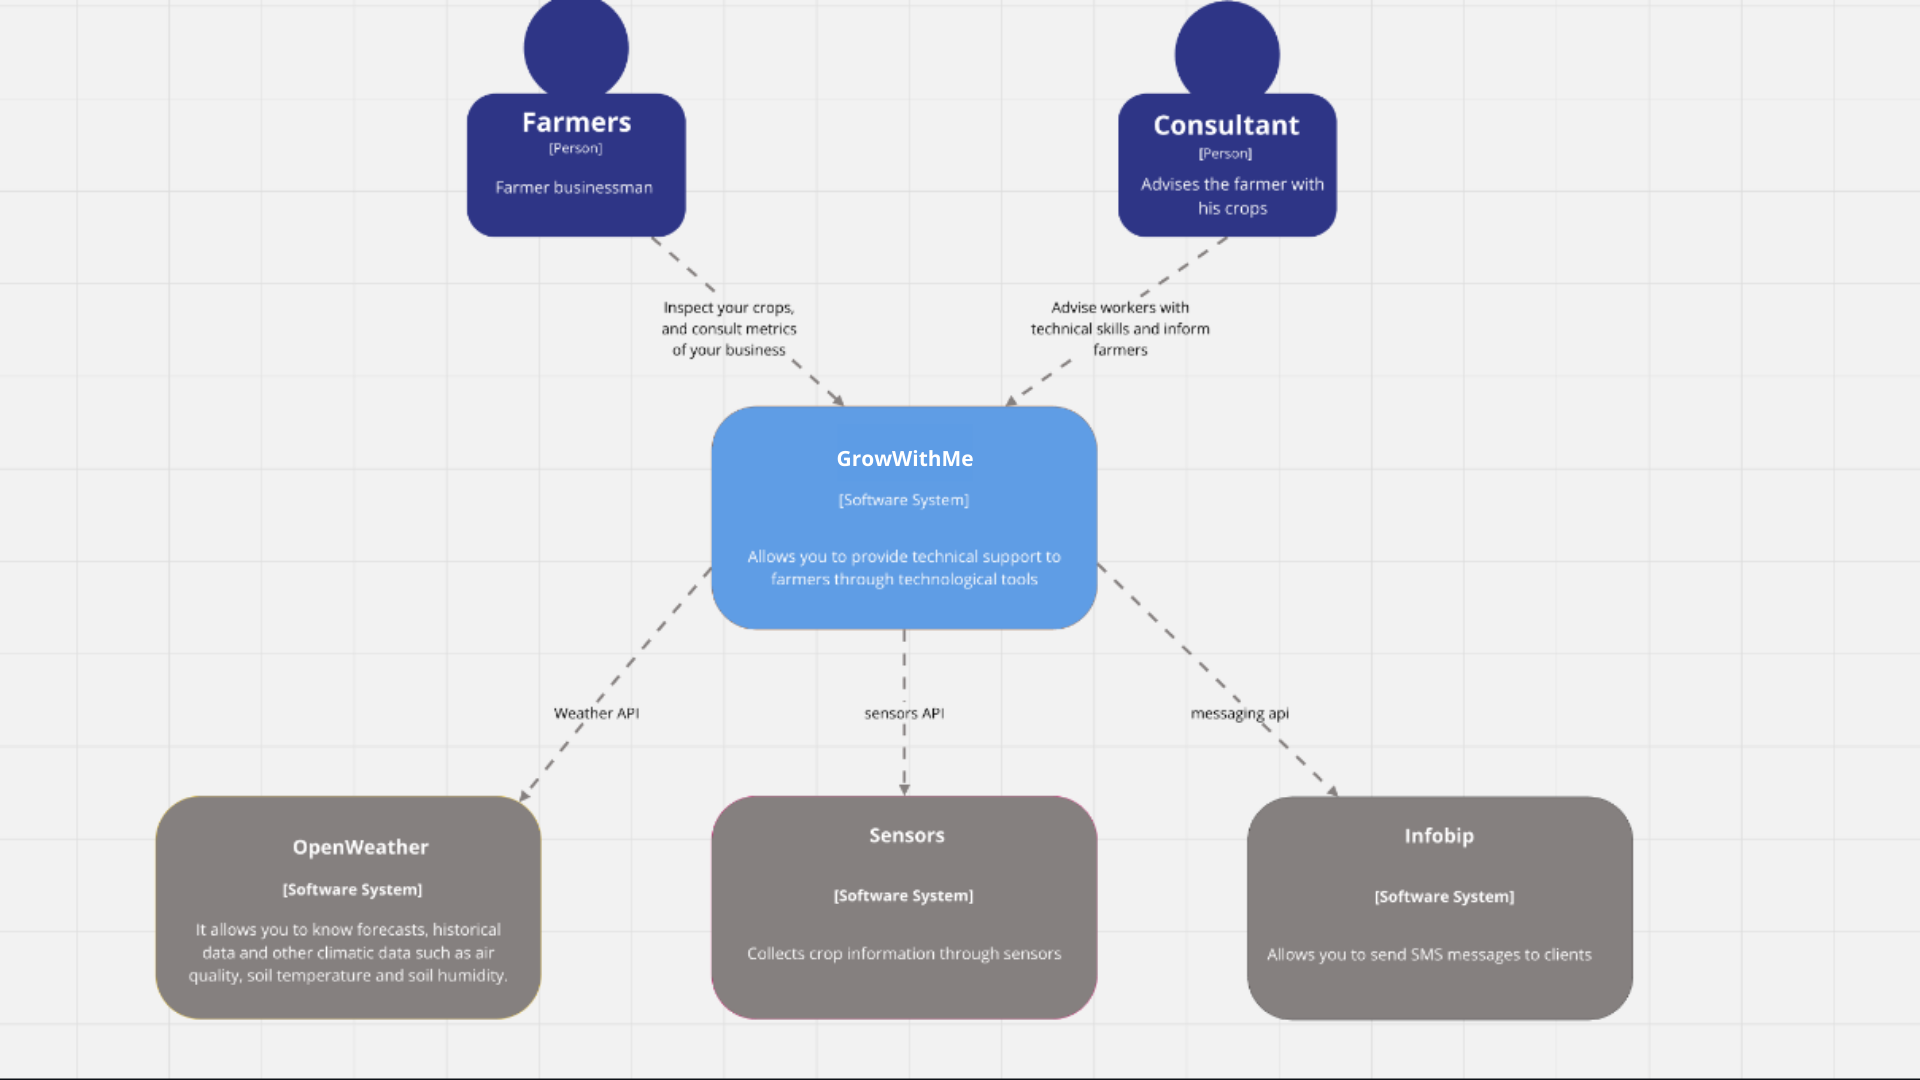 Farmers
[Person]
Farmer businessman
Consultant
[Person]
Advises the farmer with
his crops
Inspect your crops,
and consult metrics
of your business
Advise workers with
technical skills and inform
farmers
GrowWithMe
[Software System]
Allows you to provide technical support to
farmers through technological tools
Weather API
sensors API
messaging api
OpenWeather
[Software System]
It allows you to know forecasts, historical
data and other climatic data such as air
quality, soil temperature and soil humidity.
Sensors
[Software System]
Collects crop information through sensors
Infobip
[Software System]
Allows you to send SMS messages to clients